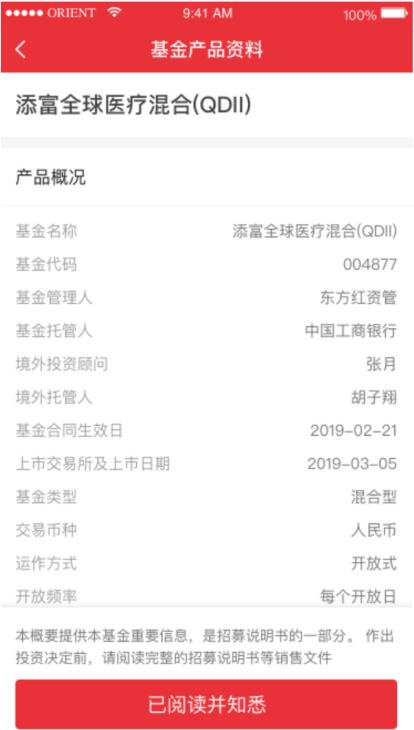 ORIENT 9:41 AM 100%
基金产品资料
添富全球医疗混合(QDII)
产品概况
基金名称 添富全球医疗混合(QDII)
基金代码 004877
基金管理人 东方红资管
基金托管人 中国工商银行
境外投资顾问 张月
境外托管人 胡子翔
基金合同生效日 2019-02-21
上市交易所及上市日期 2019-03-05
基金类型 混合型
交易币种 人民币
运作方式 开放式
开放频率 每个开放日
本概要提供本基金重要信息，是招募说明书的一部分。 作出
投资决定前，请阅读完整的招募说明书等销售文件
已阅读并知悉